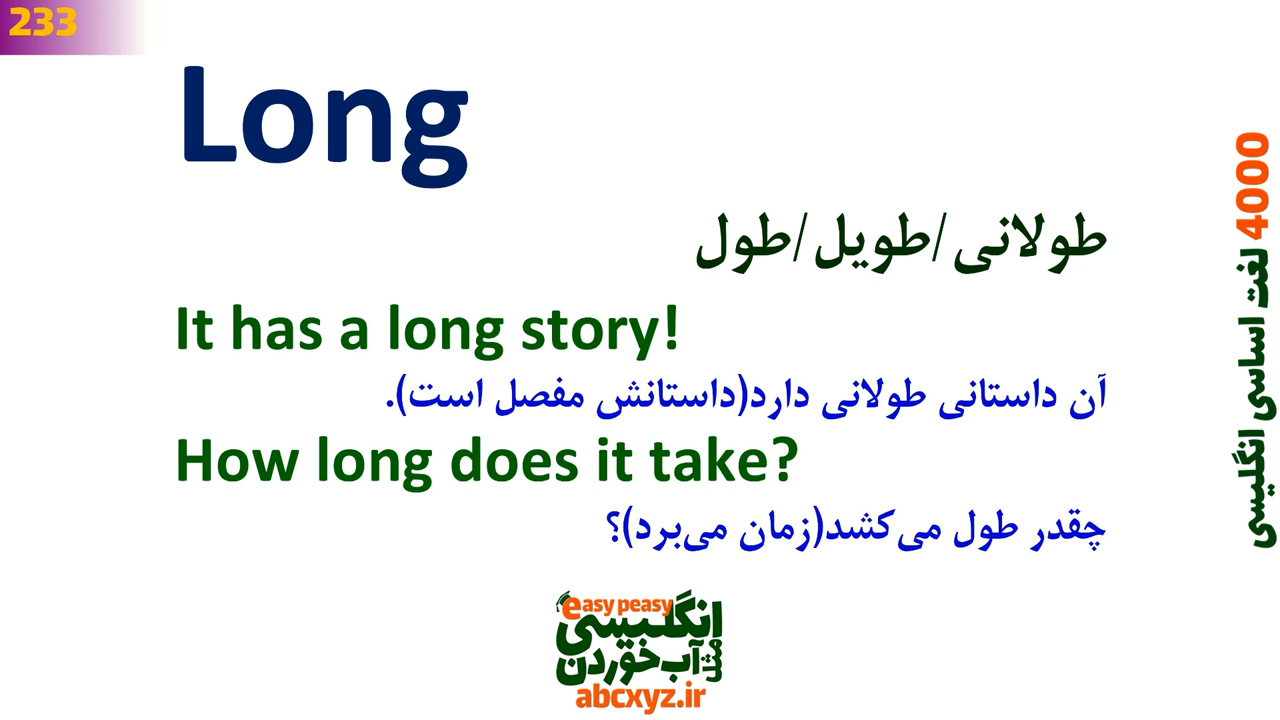 233
Long
طولانی/طویل/طول
It has a long story!
آن داستانی طولانی دارد(داستانش مفصل است).
How long does it take?
چقدر طول می‌کشد(زمان می‌برد)؟
4000 لغت اساسی انگلیسی
easy peasy
انگلیسی
مثل آب خوردن
abcxyz.ir